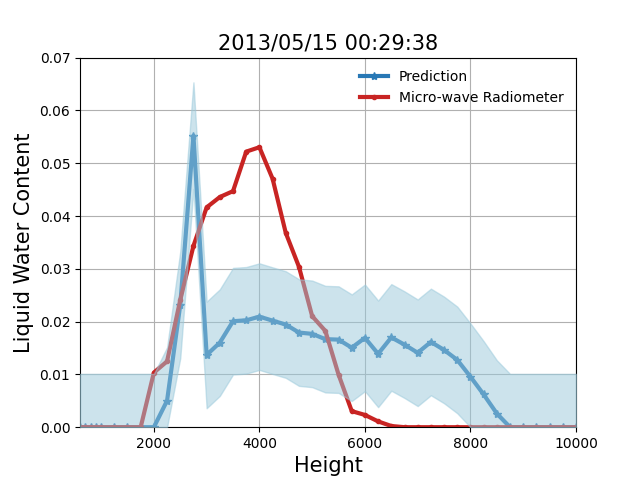 2013/05/15 00:29:38
0.07
0.06
0.05
0.04
0.03
0.02
0.01
0.00
Liquid Water Content
Prediction
Micro-wave Radiometer
2000 4000 6000 8000 10000
Height